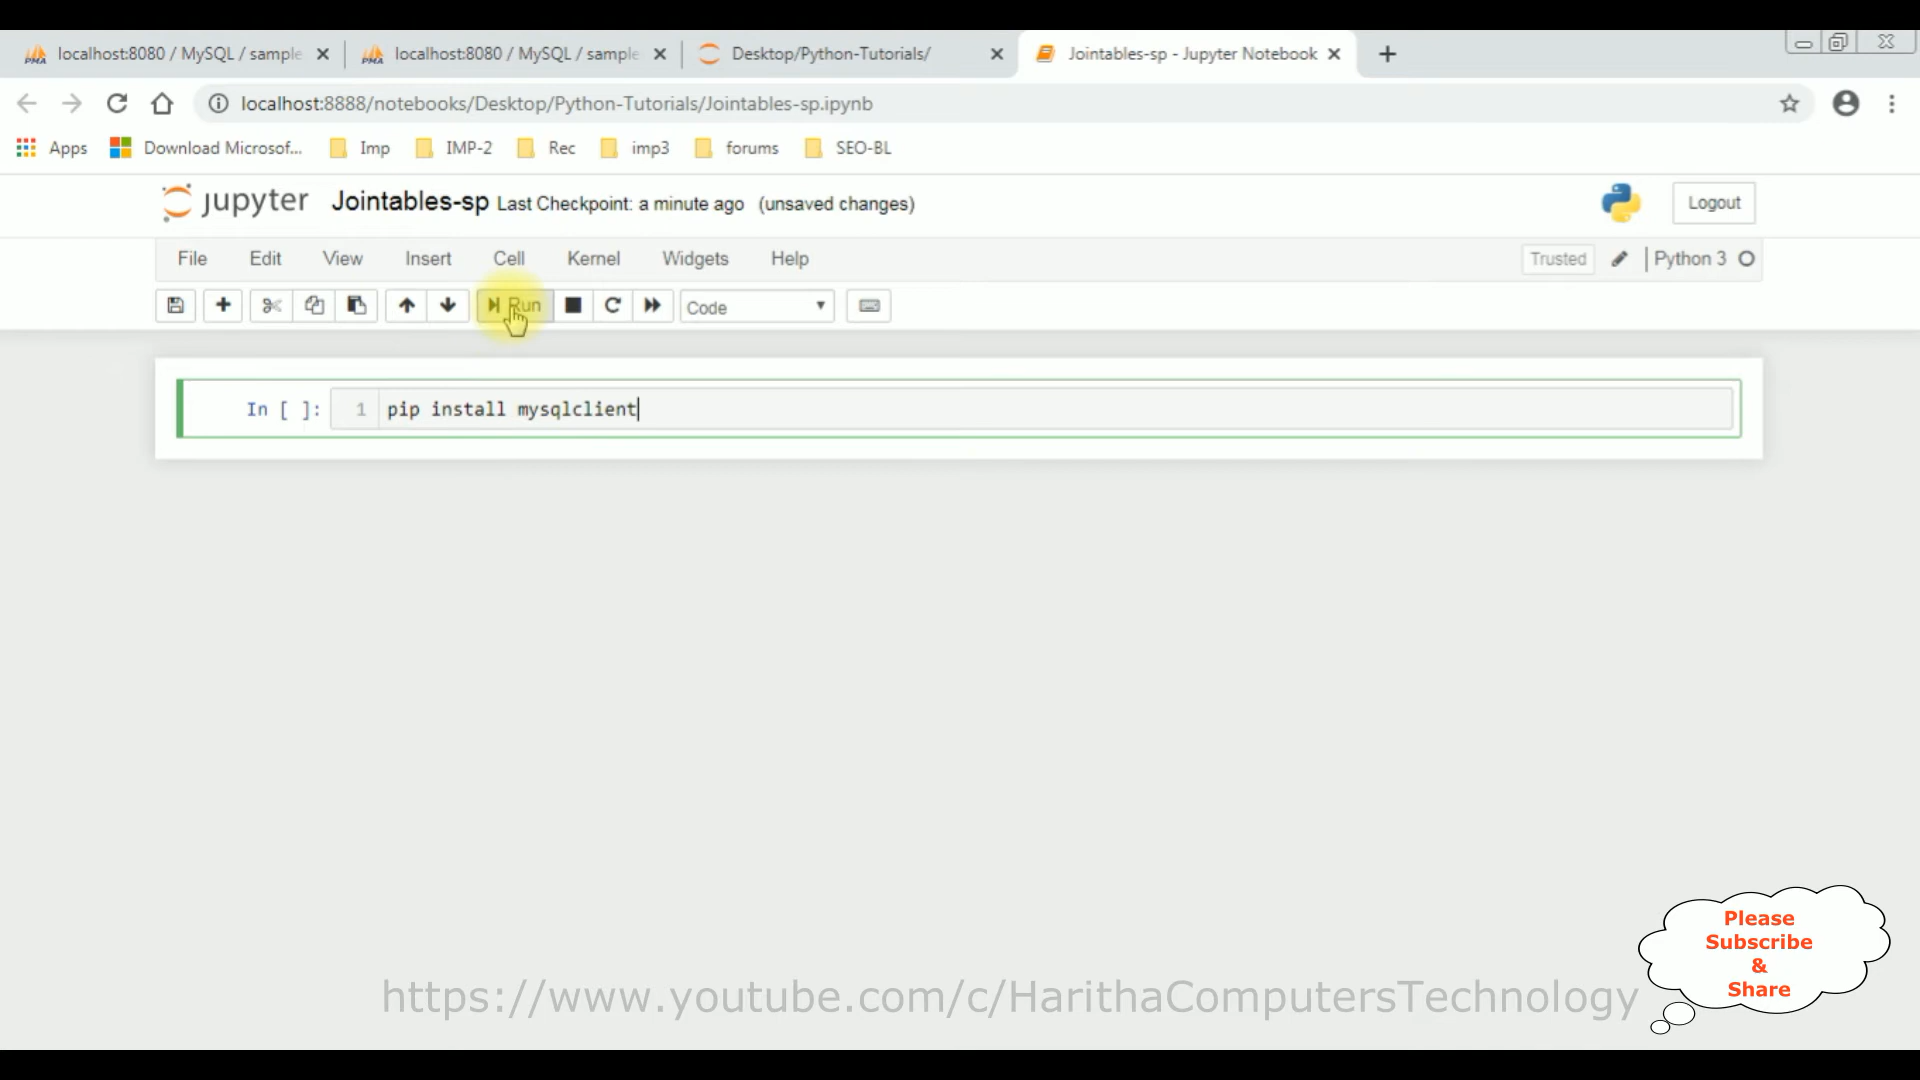 localhost:8080 / MySQL / sample
localhost:8080 / MySQL / sample
Desktop/Python-Tutorials/
Jointables-sp - Jupyter Notebook
localhost:8888/notebooks/Desktop/Python-Tutorials/Jointables-sp.ipynb
Apps Download Microsof... Imp IMP-2 Rec imp3 forums SEO-BL
jupyter Jointables-sp Last Checkpoint: a minute ago (unsaved changes) Logout
File Edit View Insert Cell Kernel Widgets Help Trusted Python 3
Run Code
In [ ]: 1 pip install mysqlclient
Please
Subscribe
&
Share
https://www.youtube.com/c/HarithaComputersTechnology